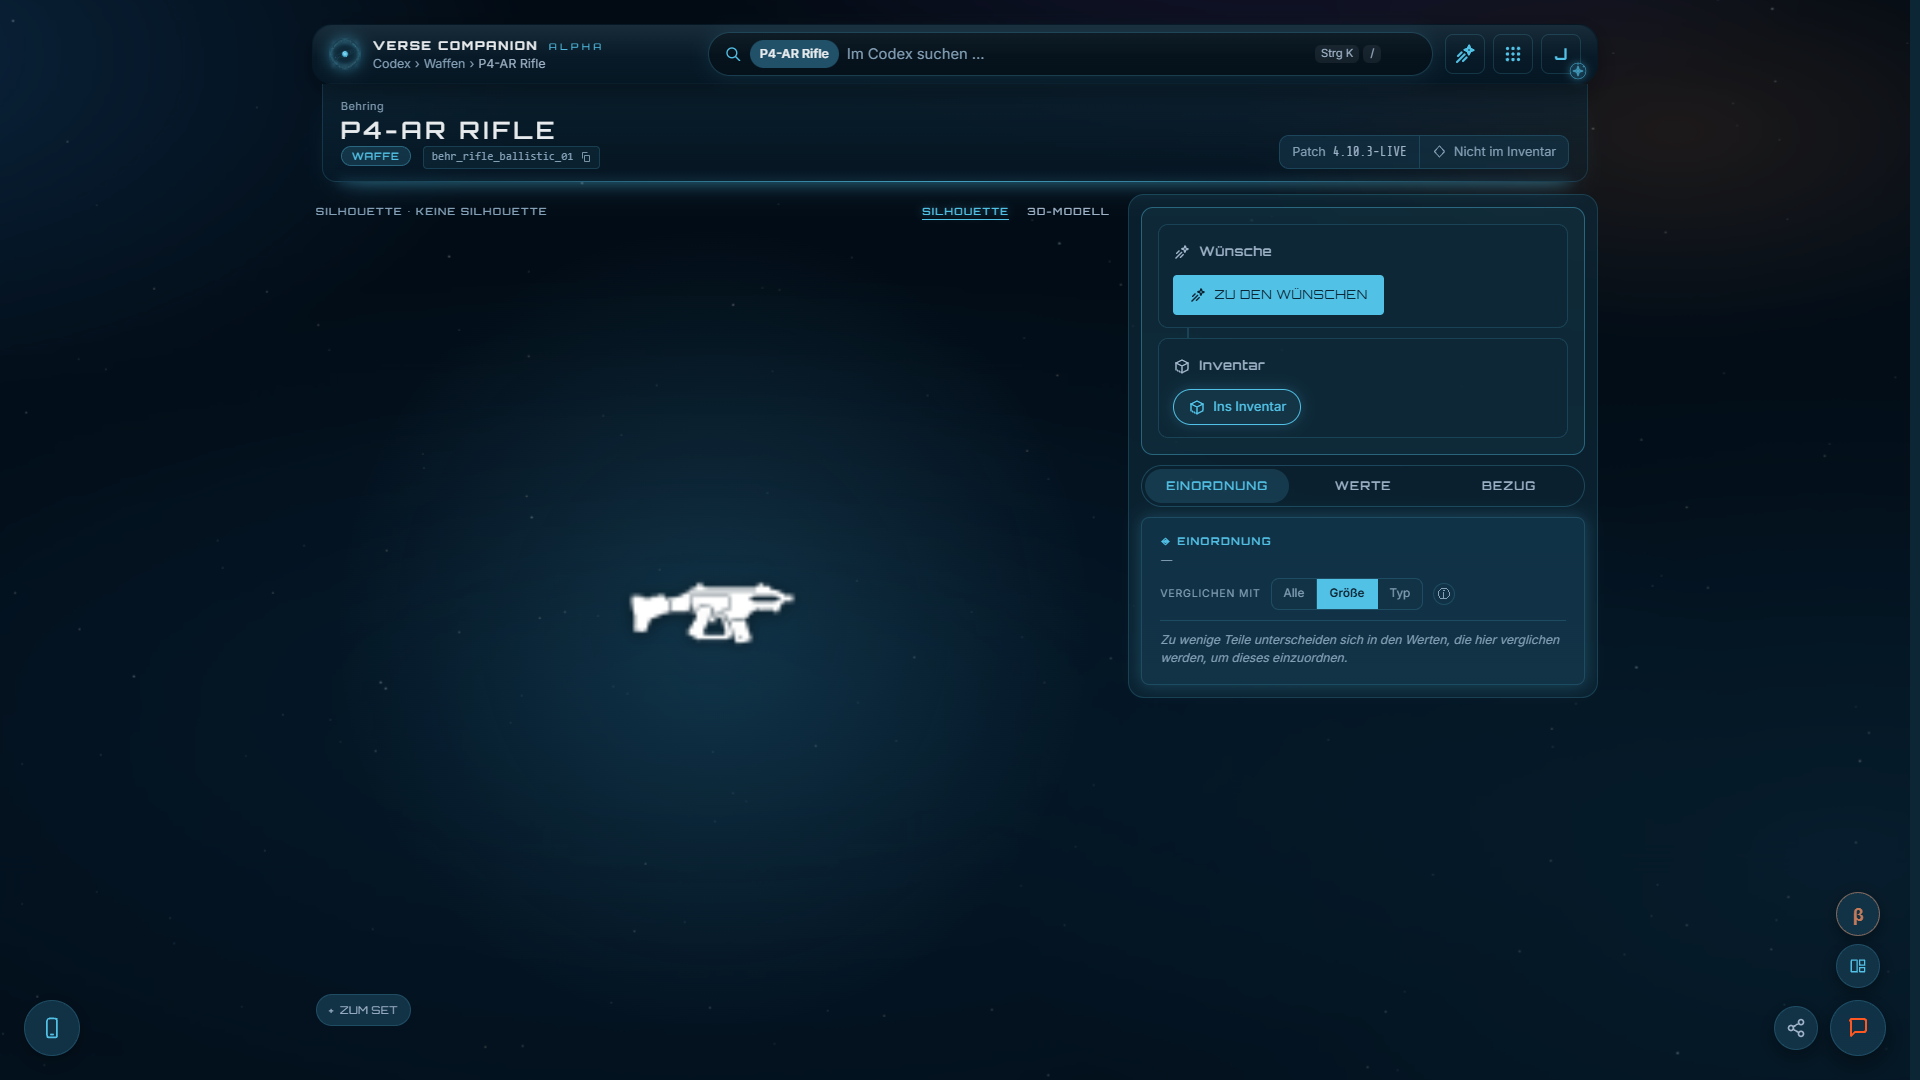 VERSE COMPANION ALPHA
Codex › Waffen › P4-AR Rifle
P4-AR Rifle Im Codex suchen ... Strg K /
Behring
P4-AR RIFLE
WAFFE behr_rifle_ballistic_01
Patch 4.10.3-LIVE Nicht im Inventar
SILHOUETTE · KEINE SILHOUETTE
SILHOUETTE 3D-MODELL
Wünsche
ZU DEN WÜNSCHEN
Inventar
Ins Inventar
EINORDNUNG WERTE BEZUG
EINORDNUNG
—
VERGLICHEN MIT Alle Größe Typ
Zu wenige Teile unterscheiden sich in den Werten, die hier verglichen
werden, um dieses einzuordnen.
β
ZUM SET